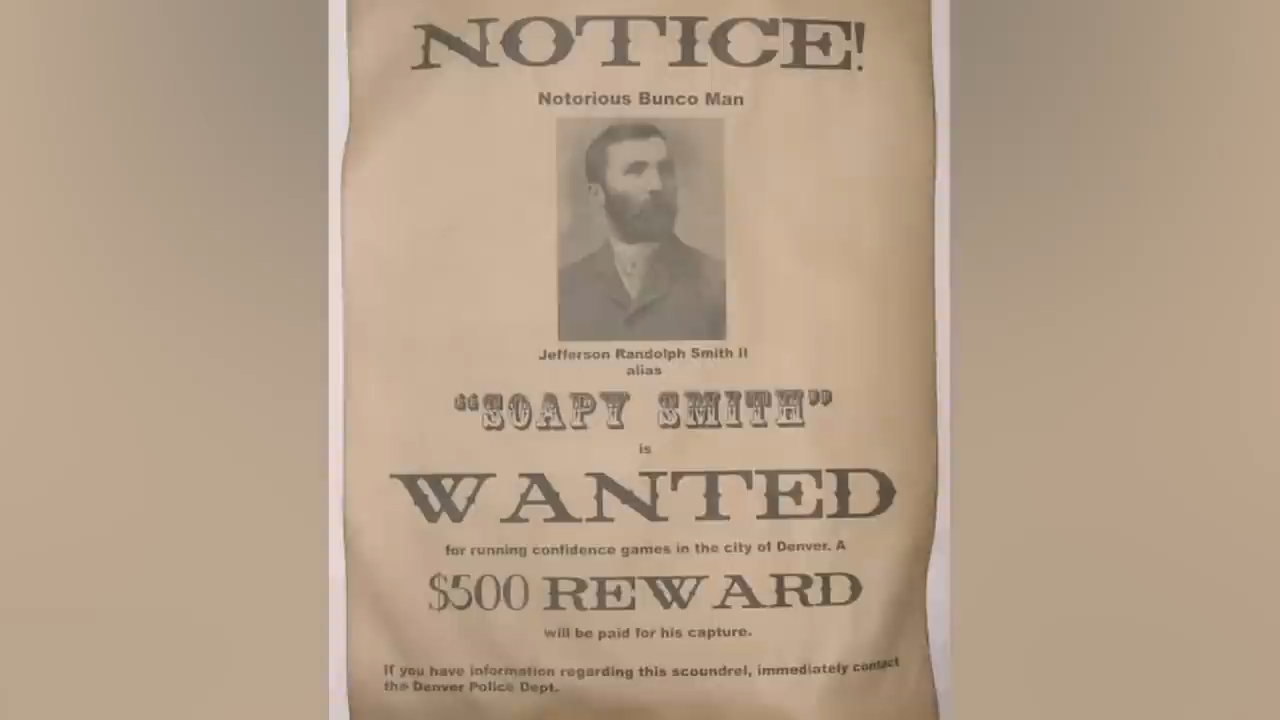 NOTICE!
Notorious Bunco Man
Jefferson Randolph Smith II
alias
"SOAPY SMITH"
is
WANTED
for running confidence games in the city of Denver. A
$500 REWARD
will be paid for his capture.
If you have information regarding this scoundrel, immediately contact
the Denver Police Dept.